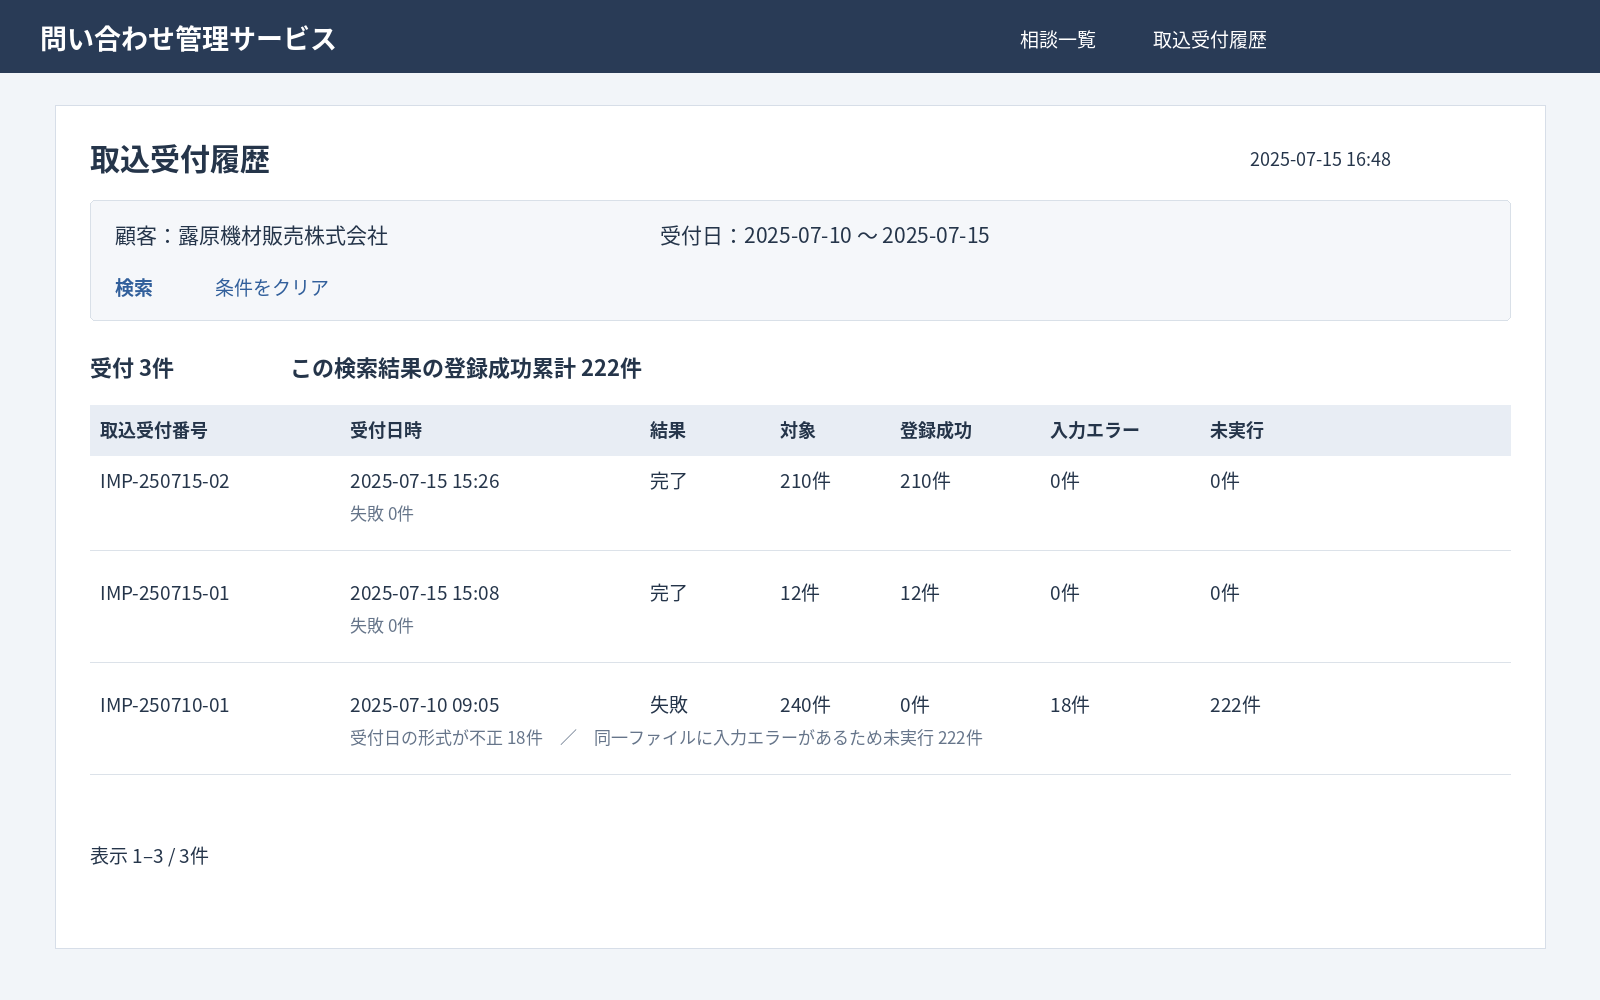 問い合わせ管理サービス 相談一覧 取込受付履歴
取込受付履歴 2025-07-15 16:48
顧客：露原機材販売株式会社 受付日：2025-07-10 ～ 2025-07-15
検索 条件をクリア
受付 3件 この検索結果の登録成功累計 222件
取込受付番号 受付日時 結果 対象 登録成功 入力エラー 未実行
IMP-250715-02 2025-07-15 15:26 完了 210件 210件 0件 0件
失敗 0件
IMP-250715-01 2025-07-15 15:08 完了 12件 12件 0件 0件
失敗 0件
IMP-250710-01 2025-07-10 09:05 失敗 240件 0件 18件 222件
受付日の形式が不正 18件 ／ 同一ファイルに入力エラーがあるため未実行 222件
表示 1–3 / 3件